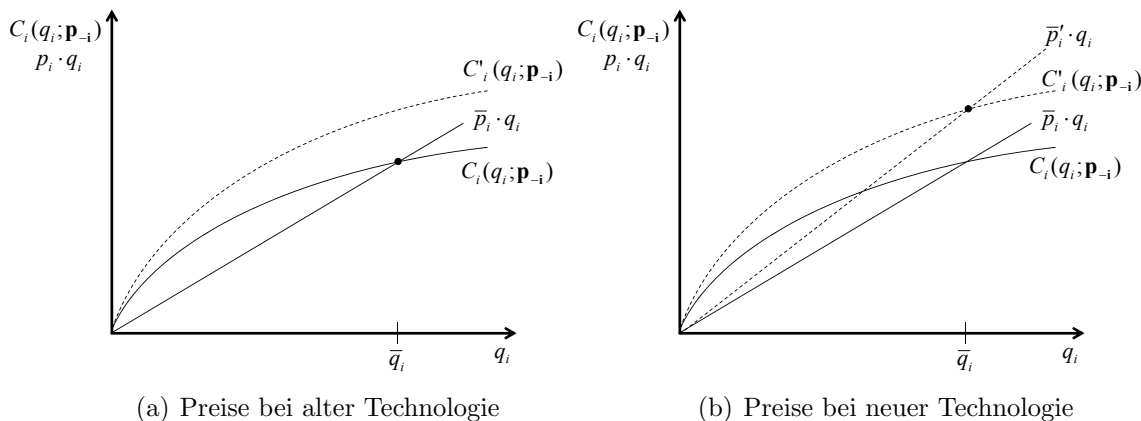 C_i(q_i; p_{-i})
p_i · q_i
C'_i(q_i; p_{-i})
p̅_i · q_i
C_i(q_i; p_{-i})
q̅_i
q_i
(a) Preise bei alter Technologie
C_i(q_i; p_{-i})
p_i · q_i
p̅'_i · q_i
C'_i(q_i; p_{-i})
p̅_i · q_i
C_i(q_i; p_{-i})
q̅_i
q_i
(b) Preise bei neuer Technologie